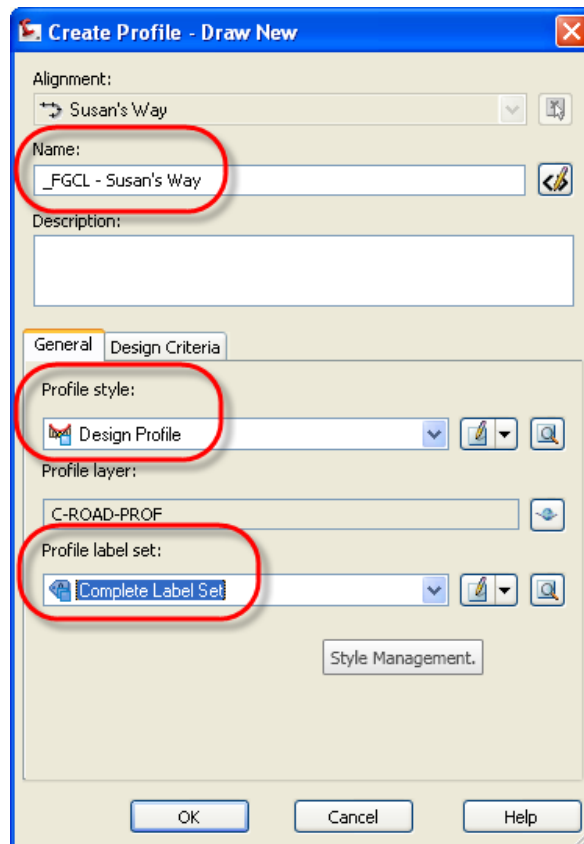 Create Profile - Draw New
Alignment:
Susan's Way
Name:
_FGCL - Susan's Way
Description:
General Design Criteria
Profile style:
Design Profile
Profile layer:
C-ROAD-PROF
Profile label set:
Complete Label Set
Style Management.
OK Cancel Help